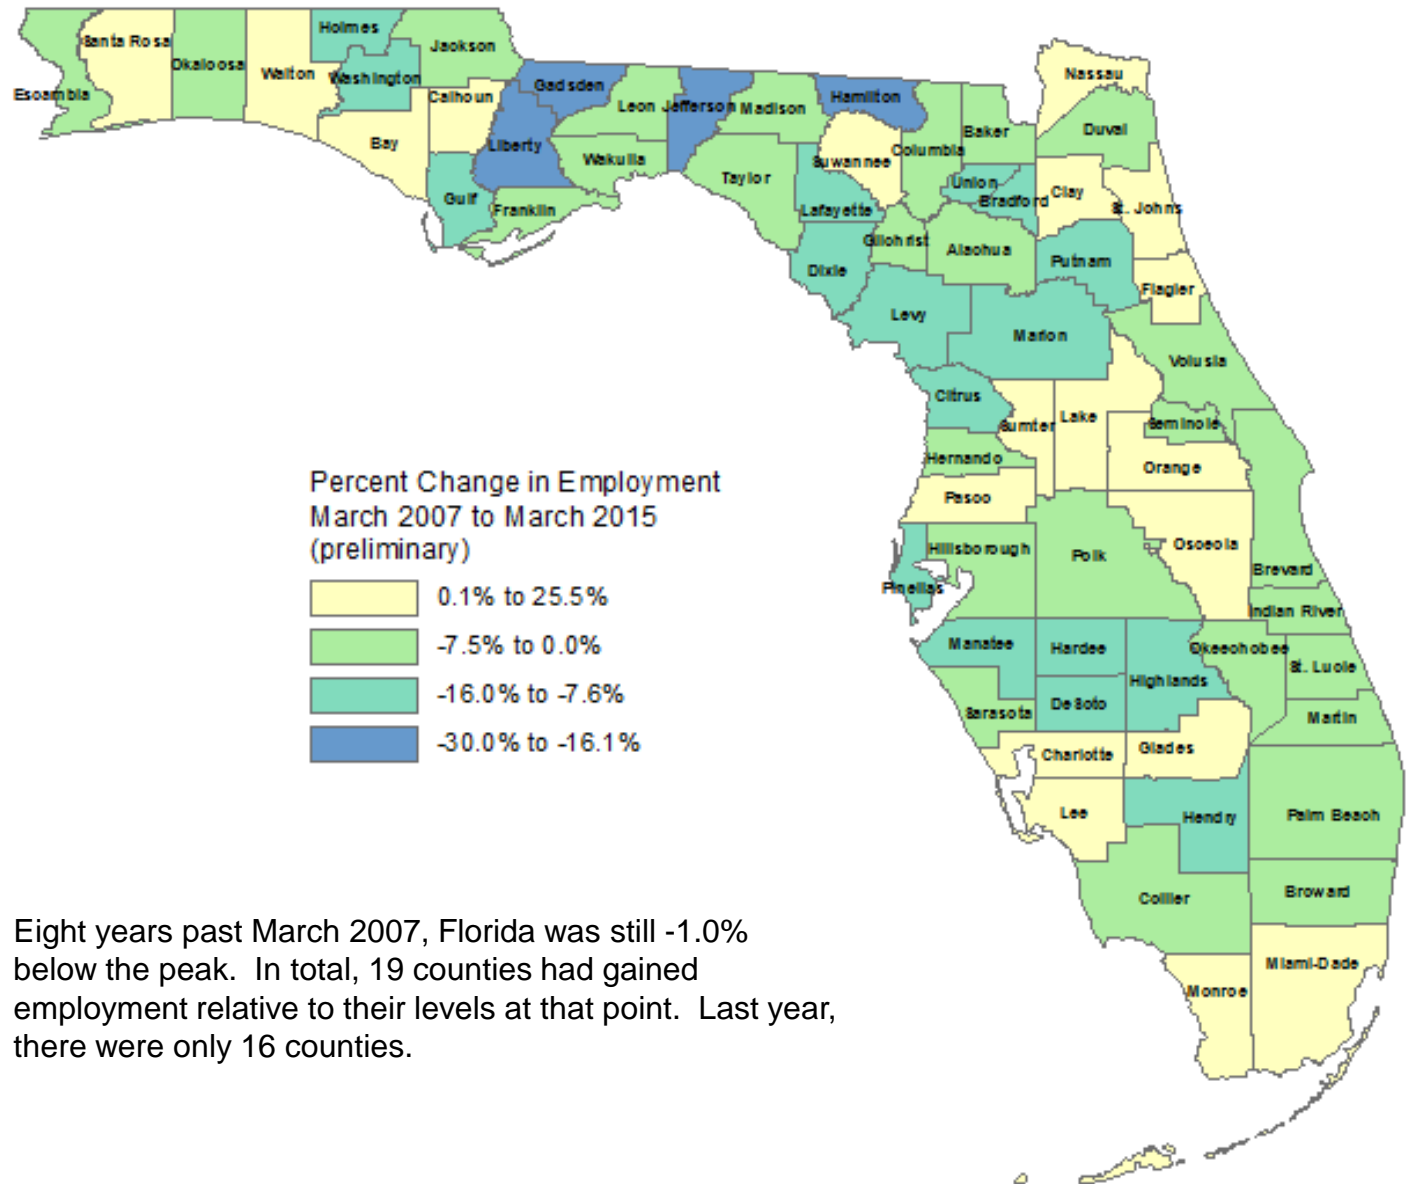 Holmes
Santa Rosa
Jackson
Okaloosa
Walton
Washington
Nassau
Escambia
Gadsden
Calhoun
Hamilton
Leon
Jefferson
Madison
Duval
Baker
Bay
Liberty
Columbia
Wakulla
Suwannee
Taylor
Union
Clay
Gulf
Bradford
Franklin
Lafayette
St. Johns
Gilchrist
Alachua
Putnam
Dixie
Flagler
Levy
Marion
Volusia
Citrus
Lake
Sumter
Seminole
Hernando
Orange
Pasco
Percent Change in Employment
March 2007 to March 2015
(preliminary)
0.1% to 25.5%
-7.5% to 0.0%
-16.0% to -7.6%
-30.0% to -16.1%
Hillsborough
Polk
Osceola
Brevard
Pinellas
Indian River
Manatee
Hardee
Okeechobee
St. Lucie
Highlands
DeSoto
Sarasota
Martin
Charlotte
Glades
Lee
Hendry
Palm Beach
Collier
Broward
Miami-Dade
Monroe
Eight years past March 2007, Florida was still -1.0%
below the peak.  In total, 19 counties had gained
employment relative to their levels at that point.  Last year,
there were only 16 counties.